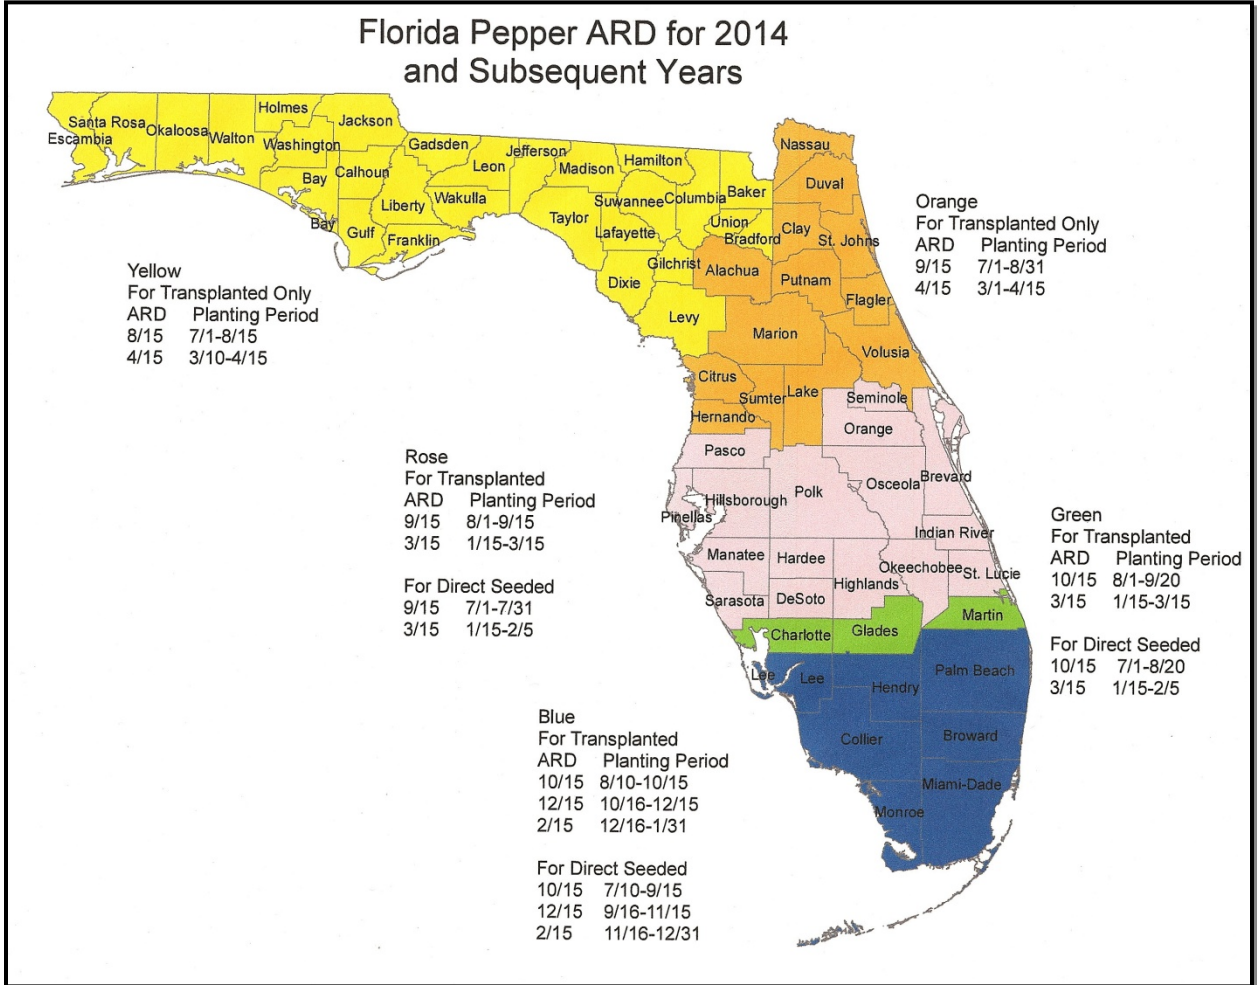 Florida Pepper ARD for 2014
and Subsequent Years
Holmes
Jackson
Santa Rosa
Okaloosa
Walton
Escambia
Washington
Gadsden
Jefferson
Leon
Madison
Hamilton
Bay
Calhoun
Liberty
Wakulla
Taylor
Suwannee
Columbia
Baker
Union
Bradford
Lafayette
Bay
Gulf
Franklin
Gilchrist
Dixie
Levy
Nassau
Duval
Clay
St. Johns
Alachua
Putnam
Flagler
Marion
Volusia
Citrus
Sumter
Lake
Hernando
Seminole
Orange
Pasco
Brevard
Osceola
Polk
Hillsborough
Pinellas
Indian River
Manatee
Hardee
Okeechobee
St. Lucie
Highlands
Sarasota
DeSoto
Martin
Charlotte
Glades
Lee
Lee
Hendry
Palm Beach
Collier
Broward
Miami-Dade
Monroe
Yellow
For Transplanted Only
ARD Planting Period
8/15 7/1-8/15
4/15 3/10-4/15
Orange
For Transplanted Only
ARD Planting Period
9/15 7/1-8/31
4/15 3/1-4/15
Rose
For Transplanted
ARD Planting Period
9/15 8/1-9/15
3/15 1/15-3/15
For Direct Seeded
9/15 7/1-7/31
3/15 1/15-2/5
Green
For Transplanted
ARD Planting Period
10/15 8/1-9/20
3/15 1/15-3/15
For Direct Seeded
10/15 7/1-8/20
3/15 1/15-2/5
Blue
For Transplanted
ARD Planting Period
10/15 8/10-10/15
12/15 10/16-12/15
2/15 12/16-1/31
For Direct Seeded
10/15 7/10-9/15
12/15 9/16-11/15
2/15 11/16-12/31